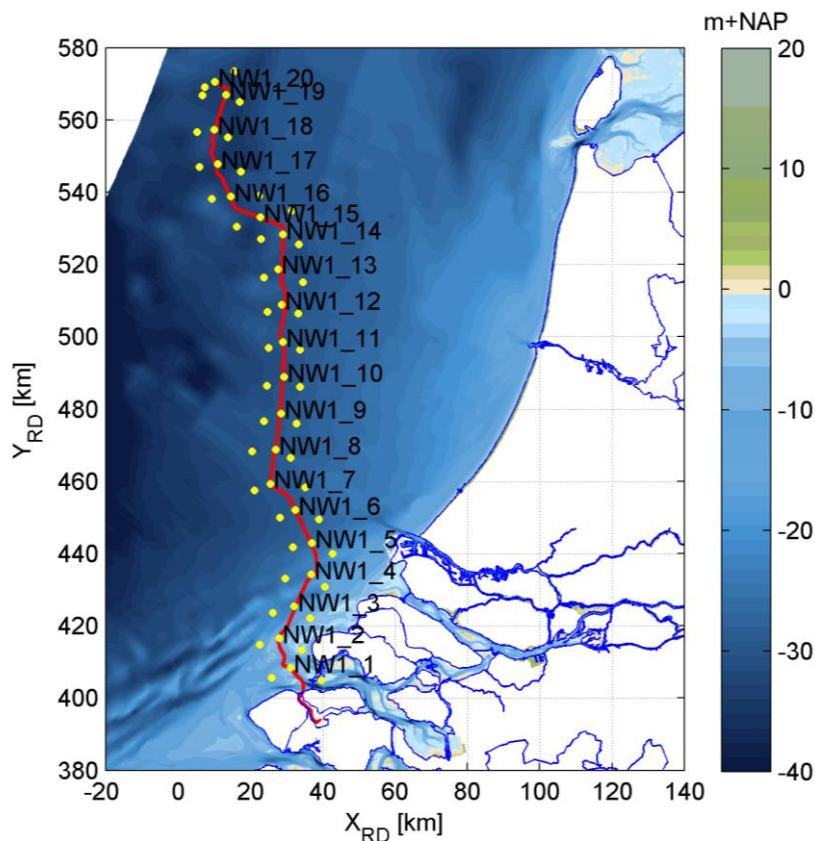 m+NAP
580
560
540
520
500
480
460
440
420
400
380
Y_RD [km]
-20
0
20
40
60
80
100
120
140
X_RD [km]
20
10
0
-10
-20
-30
-40
NW1_20
NW1_19
NW1_18
NW1_17
NW1_16
NW1_15
NW1_14
NW1_13
NW1_12
NW1_11
NW1_10
NW1_9
NW1_8
NW1_7
NW1_6
NW1_5
NW1_4
NW1_3
NW1_2
NW1_1